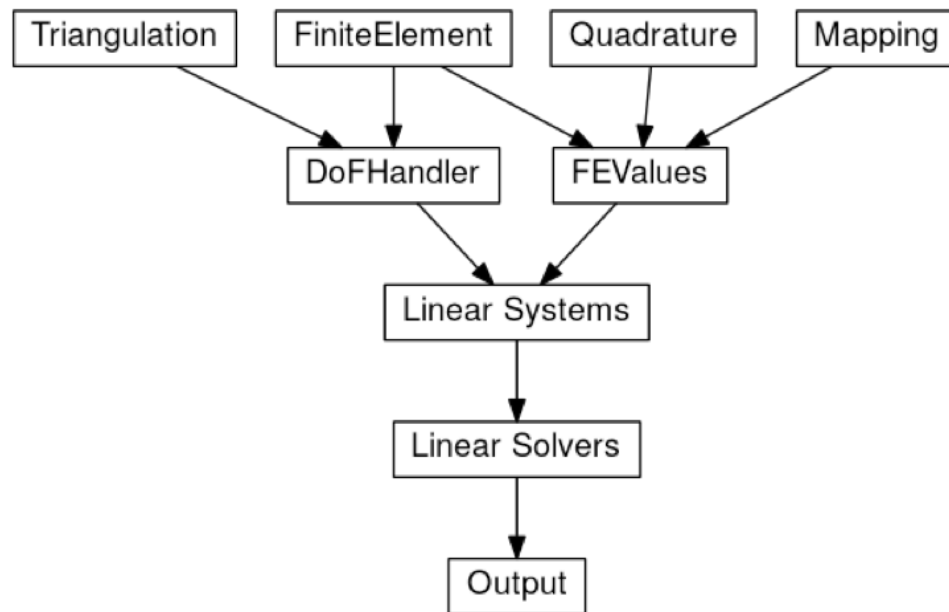 Triangulation
FiniteElement
Quadrature
Mapping
DoFHandler
FEValues
Linear Systems
Linear Solvers
Output